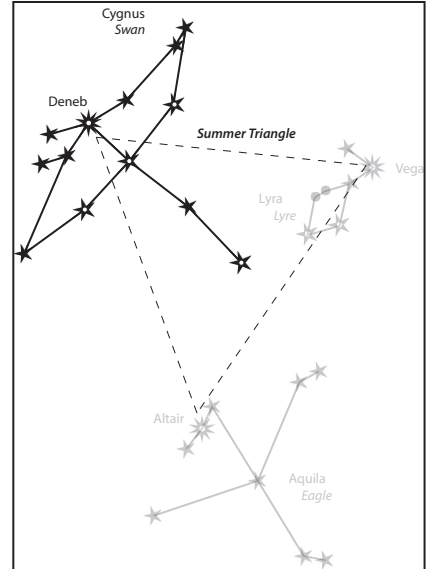 Cygnus
Swan
Deneb
Summer Triangle
Vega
Lyra
Lyre
Altair
Aquila
Eagle